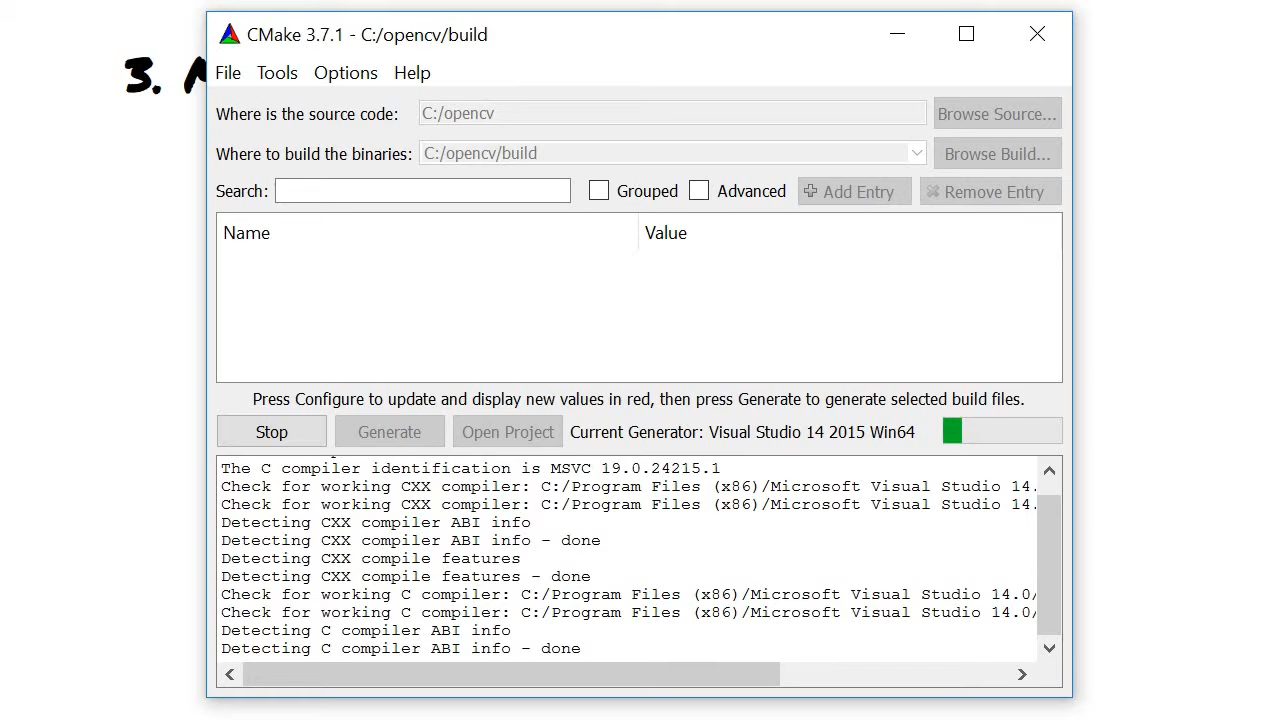 CMake 3.7.1 - C:/opencv/build
3.
File Tools Options Help
Where is the source code: C:/opencv Browse Source...
Where to build the binaries: C:/opencv/build Browse Build...
Search: Grouped Advanced Add Entry Remove Entry
Name Value
Press Configure to update and display new values in red, then press Generate to generate selected build files.
Stop Generate Open Project Current Generator: Visual Studio 14 2015 Win64
The C compiler identification is MSVC 19.0.24215.1
Check for working CXX compiler: C:/Program Files (x86)/Microsoft Visual Studio 14.
Check for working CXX compiler: C:/Program Files (x86)/Microsoft Visual Studio 14.
Detecting CXX compiler ABI info
Detecting CXX compiler ABI info - done
Detecting CXX compile features
Detecting CXX compile features - done
Check for working C compiler: C:/Program Files (x86)/Microsoft Visual Studio 14.0/
Check for working C compiler: C:/Program Files (x86)/Microsoft Visual Studio 14.0/
Detecting C compiler ABI info
Detecting C compiler ABI info - done